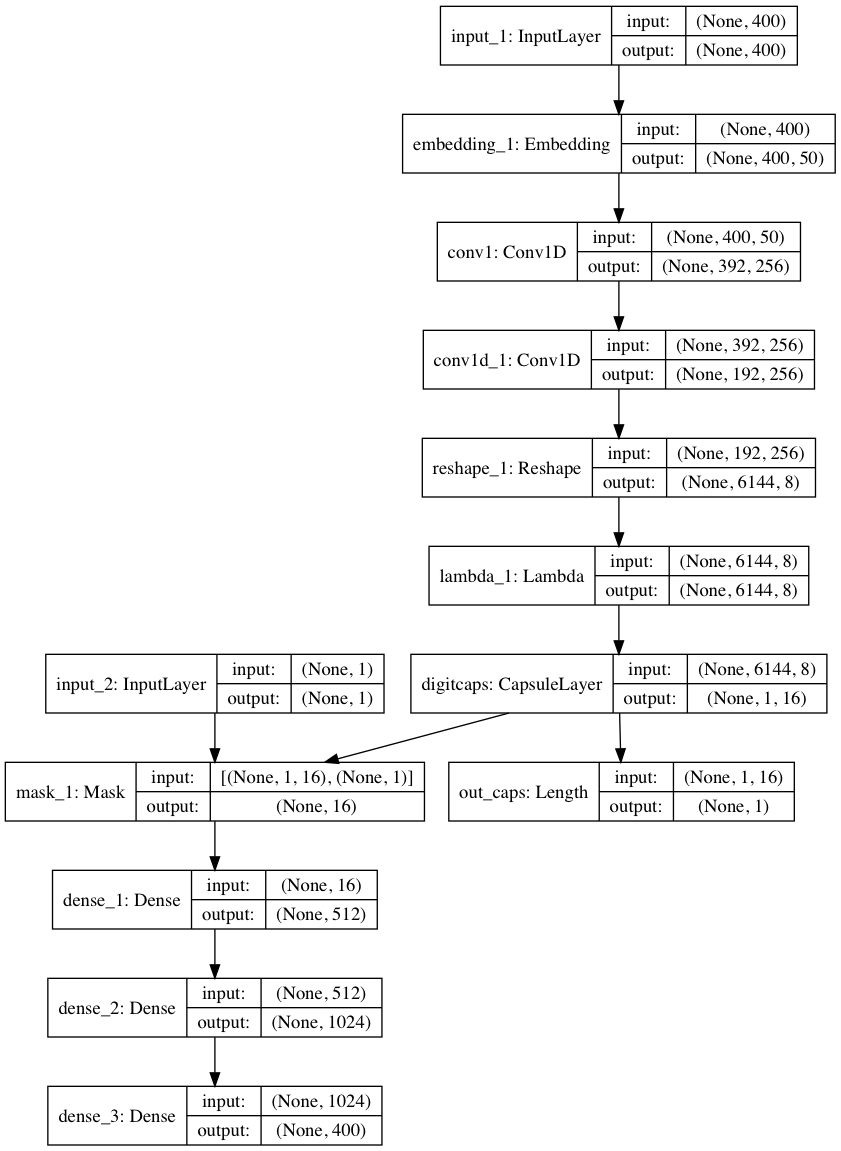 input_1: InputLayer
input: (None, 400)
output: (None, 400)
embedding_1: Embedding
input: (None, 400)
output: (None, 400, 50)
conv1: Conv1D
input: (None, 400, 50)
output: (None, 392, 256)
conv1d_1: Conv1D
input: (None, 392, 256)
output: (None, 192, 256)
reshape_1: Reshape
input: (None, 192, 256)
output: (None, 6144, 8)
lambda_1: Lambda
input: (None, 6144, 8)
output: (None, 6144, 8)
input_2: InputLayer
input: (None, 1)
output: (None, 1)
digitcaps: CapsuleLayer
input: (None, 6144, 8)
output: (None, 1, 16)
mask_1: Mask
input: [(None, 1, 16), (None, 1)]
output: (None, 16)
out_caps: Length
input: (None, 1, 16)
output: (None, 1)
dense_1: Dense
input: (None, 16)
output: (None, 512)
dense_2: Dense
input: (None, 512)
output: (None, 1024)
dense_3: Dense
input: (None, 1024)
output: (None, 400)